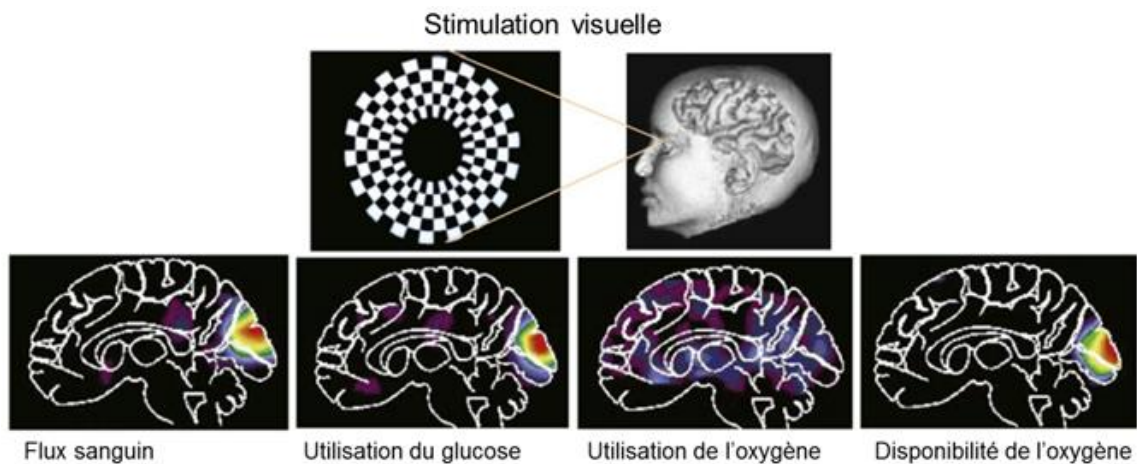 Stimulation visuelle
Flux sanguin
Utilisation du glucose
Utilisation de l'oxygène
Disponibilité de l'oxygène